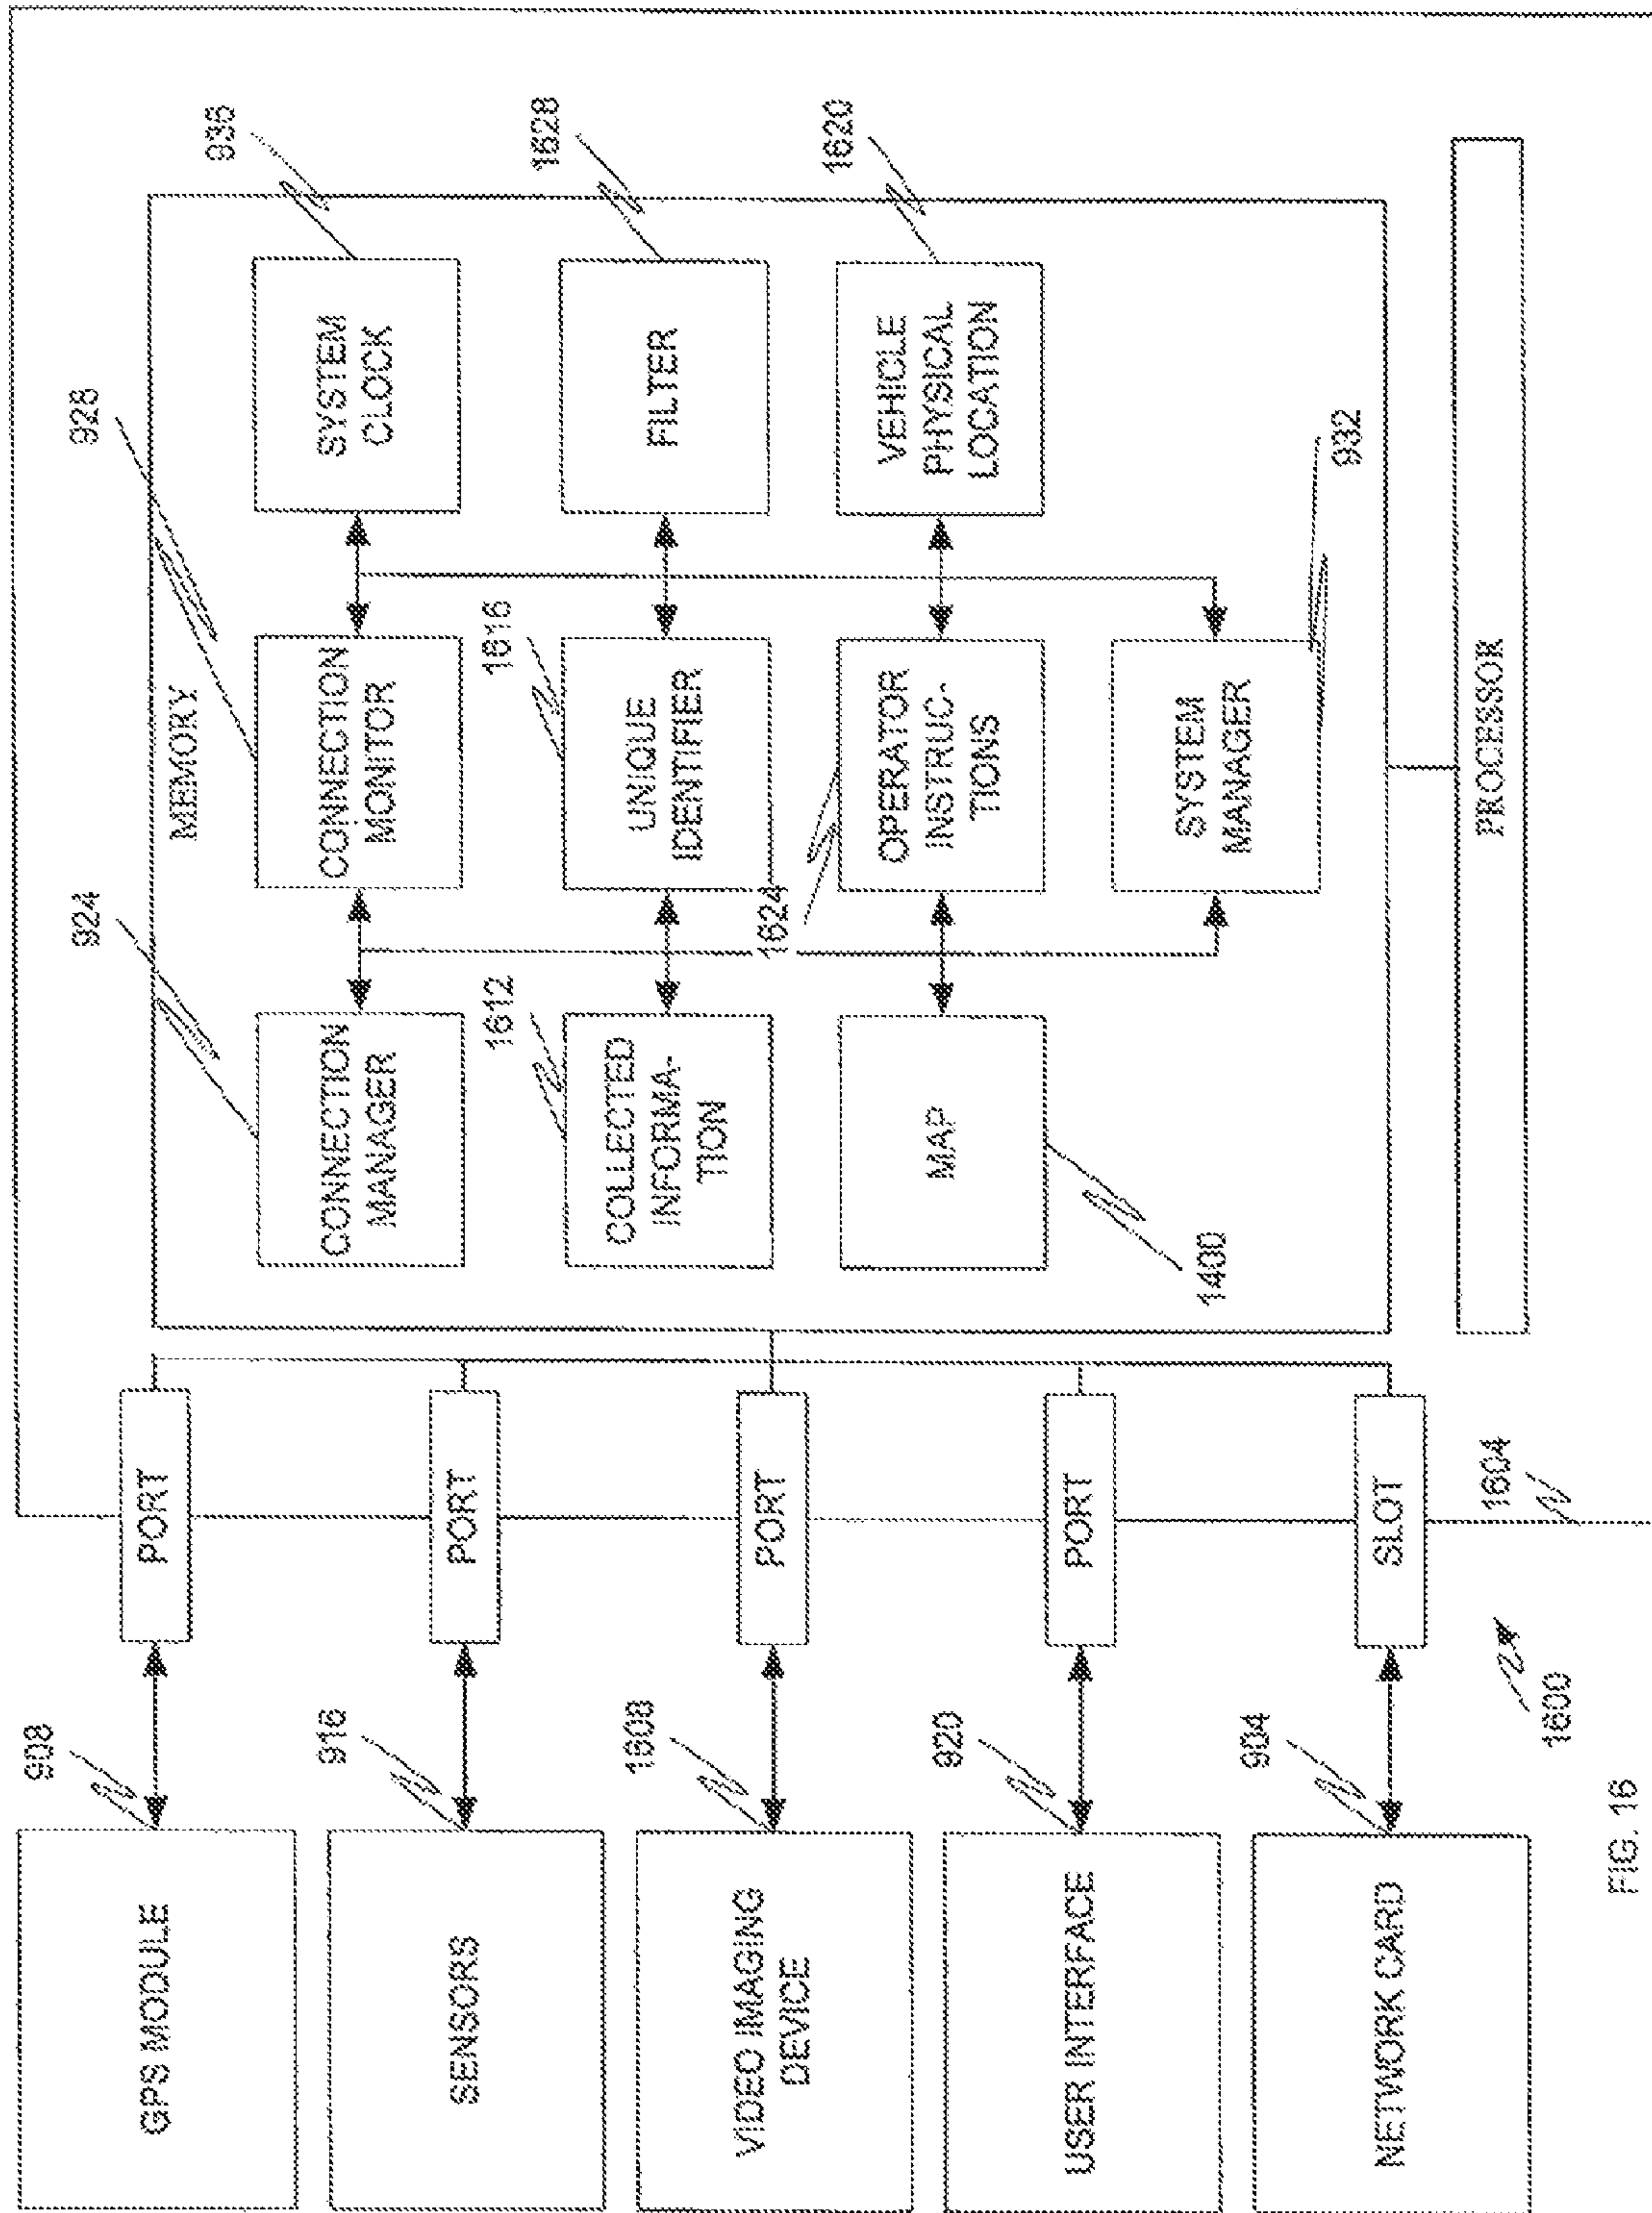 908
GPS MODULE
PORT
916
SENSORS
PORT
1608
VIDEO IMAGING
DEVICE
PORT
920
USER INTERFACE
PORT
904
NETWORK CARD
SLOT
1604
1600
MEMORY
924
CONNECTION
MANAGER
928
CONNECTION
MONITOR
936
SYSTEM
CLOCK
1612
COLLECTED
INFORMA-
TION
1616
UNIQUE
IDENTIFIER
1628
FILTER
MAP
1400
1624
OPERATOR
INSTRUC-
TIONS
1620
VEHICLE
PHYSICAL
LOCATION
SYSTEM
MANAGER
932
PROCESSOR
FIG. 16